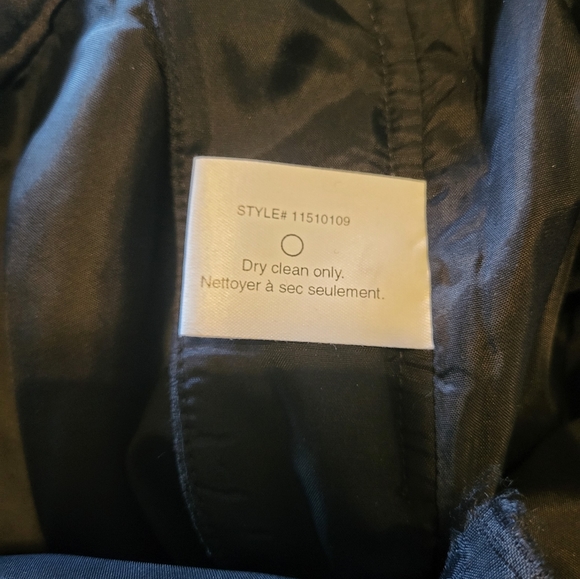 STYLE# 11510109
Dry clean only.
Nettoyer à sec seulement.